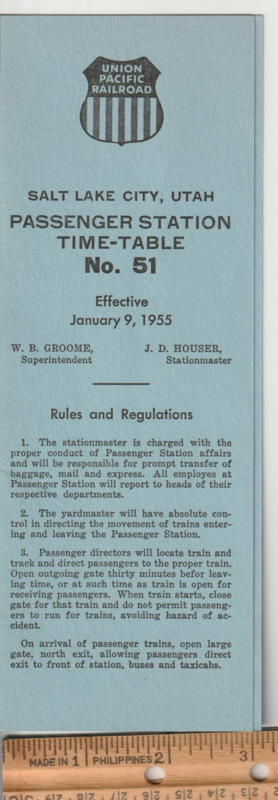 UNION
PACIFIC
RAILROAD
SALT LAKE CITY, UTAH
PASSENGER STATION
TIME-TABLE
No. 51
Effective
January 9, 1955
W. B. GROOME,
Superintendent
J. D. HOUSER,
Stationmaster
Rules and Regulations
1. The stationmaster is charged with the
proper conduct of Passenger Station affairs
and will be responsible for prompt transfer of
baggage, mail and express. All employes at
Passenger Station will report to heads of their
respective departments.
2. The yardmaster will have absolute con-
trol in directing the movement of trains enter-
ing and leaving the Passenger Station.
3. Passenger directors will locate train and
track and direct passengers to the proper train.
Open outgoing gate thirty minutes befor leav-
ing time, or at such time as train is open for
receiving passengers. When train starts, close
gate for that train and do not permit passeng-
ers to run for trains, avoiding hazard of ac-
cident.
On arrival of passenger trains, open large
gate, north exit, allowing passengers direct
exit to front of station, buses and taxicabs.
MADE IN 1 PHILIPPINES 2 3